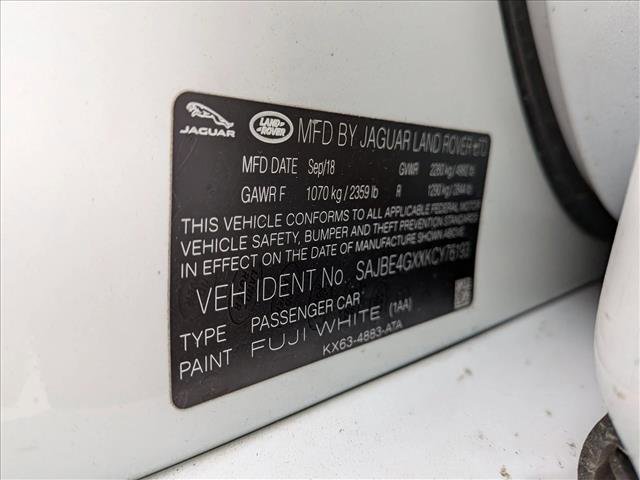 JAGUAR LAND ROVER MFD BY JAGUAR LAND ROVER LTD
MFD DATE Sep/18 GVWR 2260 kg / 4982 lb
GAWR F 1070 kg / 2359 lb R 1290 kg / 2844 lb
THIS VEHICLE CONFORMS TO ALL APPLICABLE FEDERAL MOTOR
VEHICLE SAFETY, BUMPER AND THEFT PREVENTION STANDARDS
IN EFFECT ON THE DATE OF MANUFACTURE SHOWN ABOVE
VEH IDENT No. SAJBE4GXXKCY76193
TYPE PASSENGER CAR
PAINT FUJI WHITE (1AA)
KX63-4883-ATA